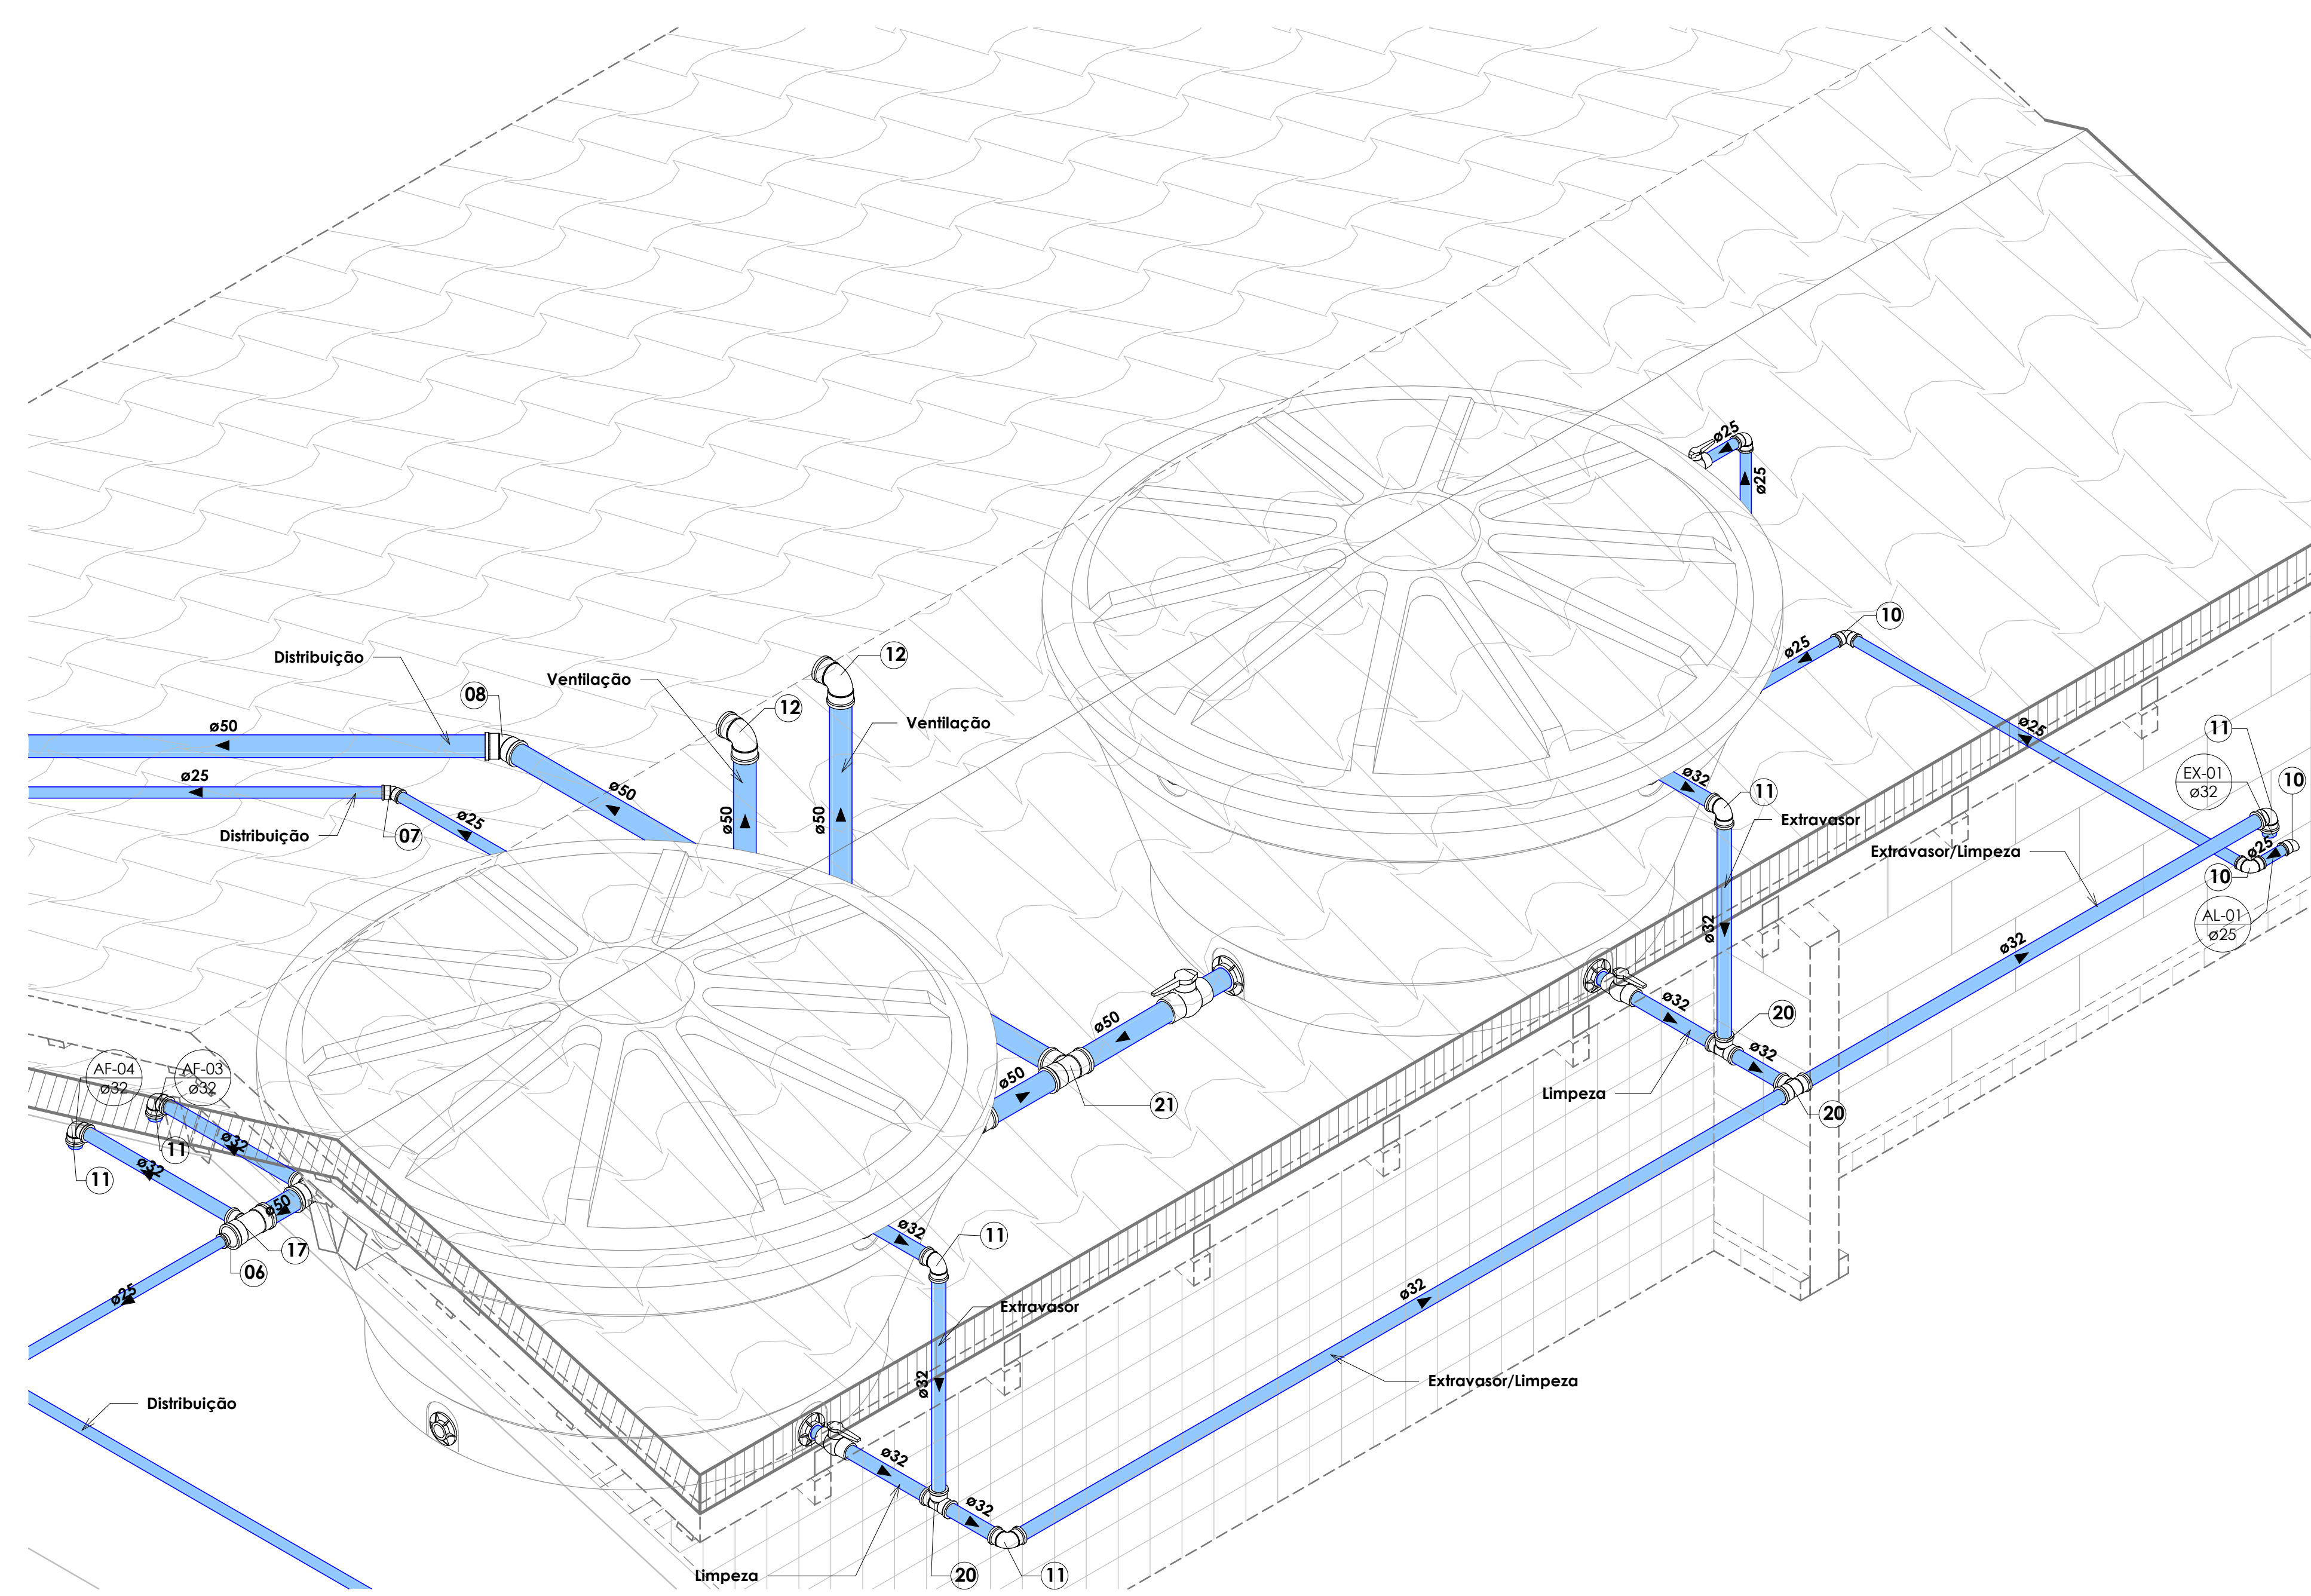 ø25
ø25
10
ø25
12
Distribuição
Ventilação
08
12
Ventilação
ø50
ø25
11
ø25
ø50
ø25
ø50
ø50
Distribuição
07
ø32
11
Extravasor
EX-01
ø32
10
Extravasor/Limpeza
ø25
10
AL-01
ø25
ø32
ø32
ø50
ø32
20
ø32
ø50
Limpeza
21
20
AF-04
ø32
AF-03
ø32
11
ø32
ø32
11
ø50
17
06
ø25
ø32
11
Extravasor
ø32
ø32
Extravasor/Limpeza
Distribuição
ø32
ø32
Limpeza
20
11